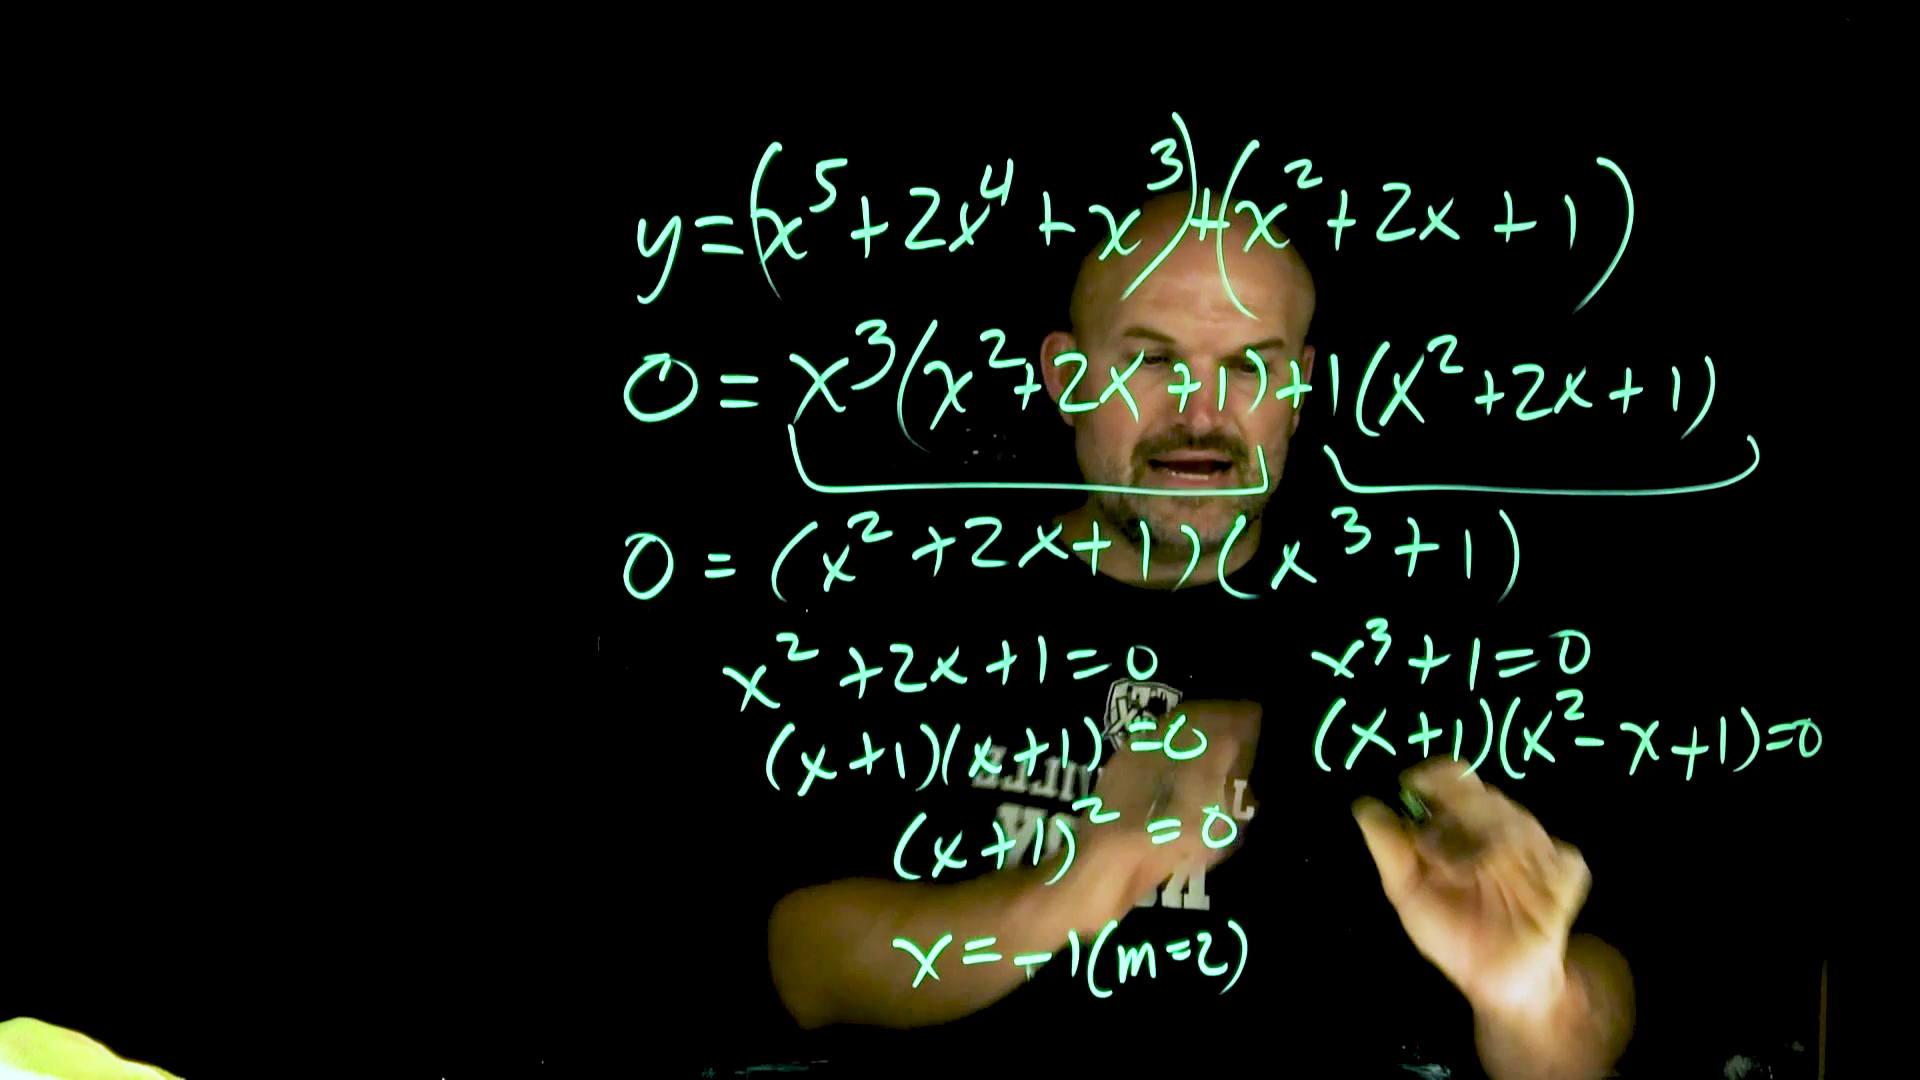 y=(x⁵+2x⁴+x³)+(x²+2x+1)
0=x³(x²+2x+1)+1(x²+2x+1)
0=(x²+2x+1)(x³+1)
x²+2x+1=0
x³+1=0
(x+1)(x+1)=0
(x+1)(x²-x+1)=0
(x+1)²=0
x=-1(m=2)